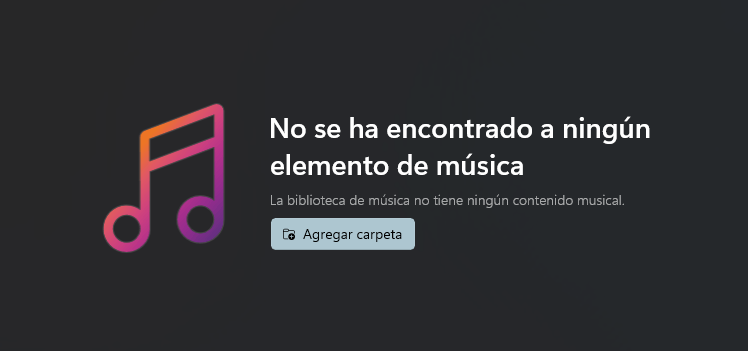 No se ha encontrado a ningún
elemento de música
La biblioteca de música no tiene ningún contenido musical.
Agregar carpeta